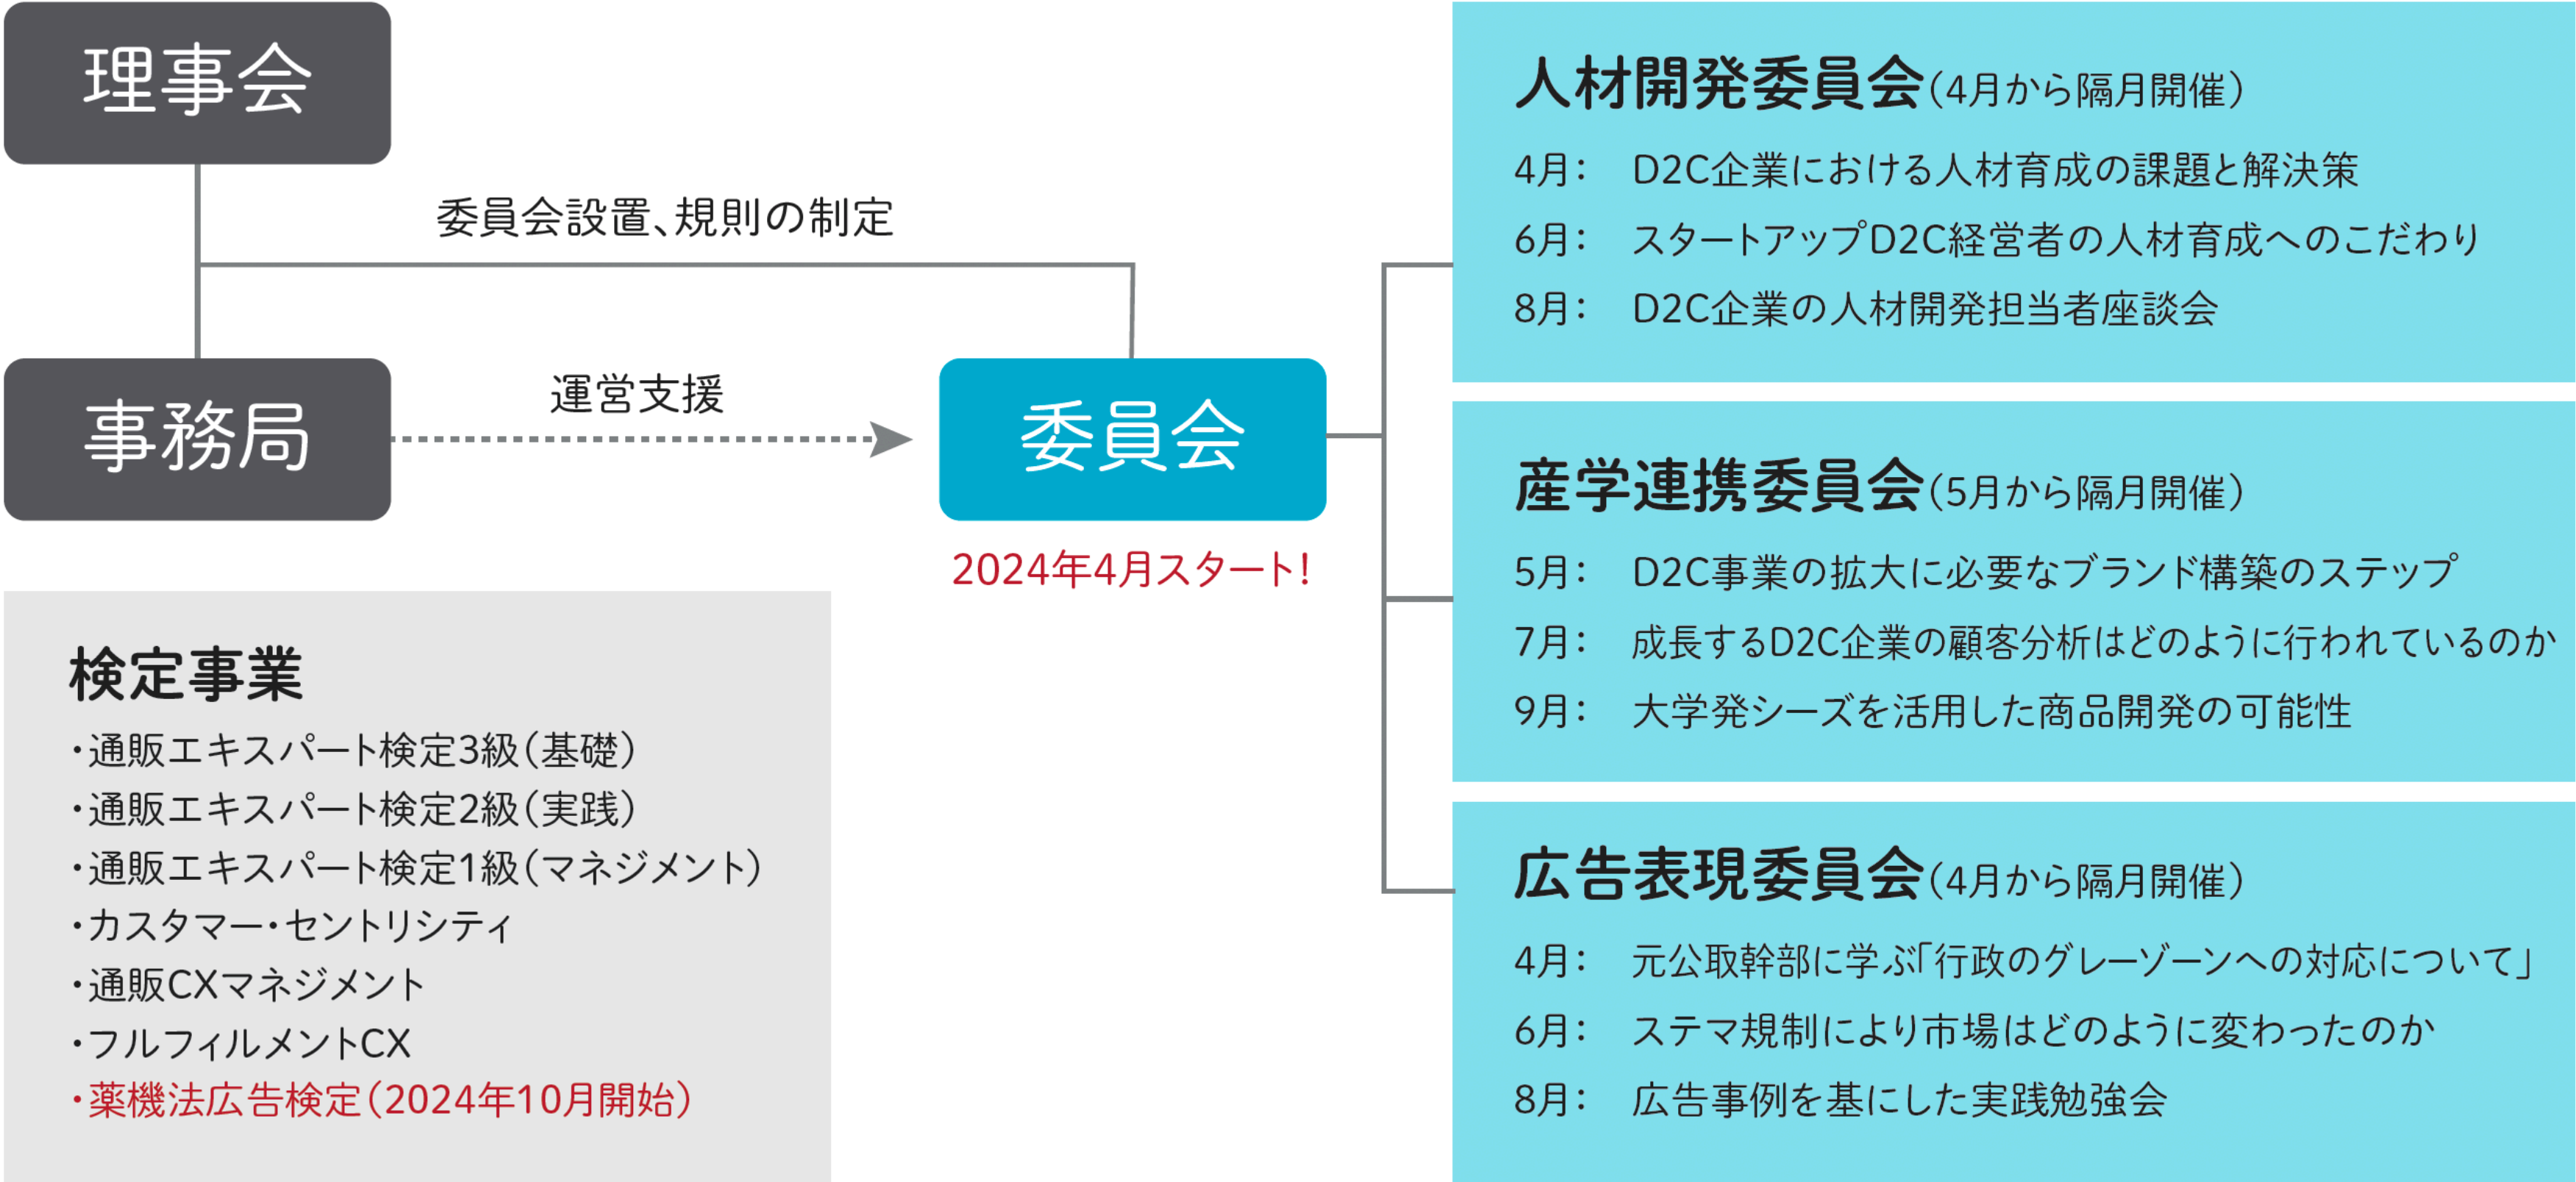 理事会
委員会設置、規則の制定
事務局
運営支援
委員会
2024年4月スタート!
検定事業
・通販エキスパート検定3級(基礎)
・通販エキスパート検定2級(実践)
・通販エキスパート検定1級(マネジメント)
・カスタマー・セントリシティ
・通販CXマネジメント
・フルフィルメントCX
・薬機法広告検定(2024年10月開始)
人材開発委員会(4月から隔月開催)
4月: D2C企業における人材育成の課題と解決策
6月: スタートアップD2C経営者の人材育成へのこだわり
8月: D2C企業の人材開発担当者座談会
産学連携委員会(5月から隔月開催)
5月: D2C事業の拡大に必要なブランド構築のステップ
7月: 成長するD2C企業の顧客分析はどのように行われているのか
9月: 大学発シーズを活用した商品開発の可能性
広告表現委員会(4月から隔月開催)
4月: 元公取幹部に学ぶ「行政のグレーゾーンへの対応について」
6月: ステマ規制により市場はどのように変わったのか
8月: 広告事例を基にした実践勉強会